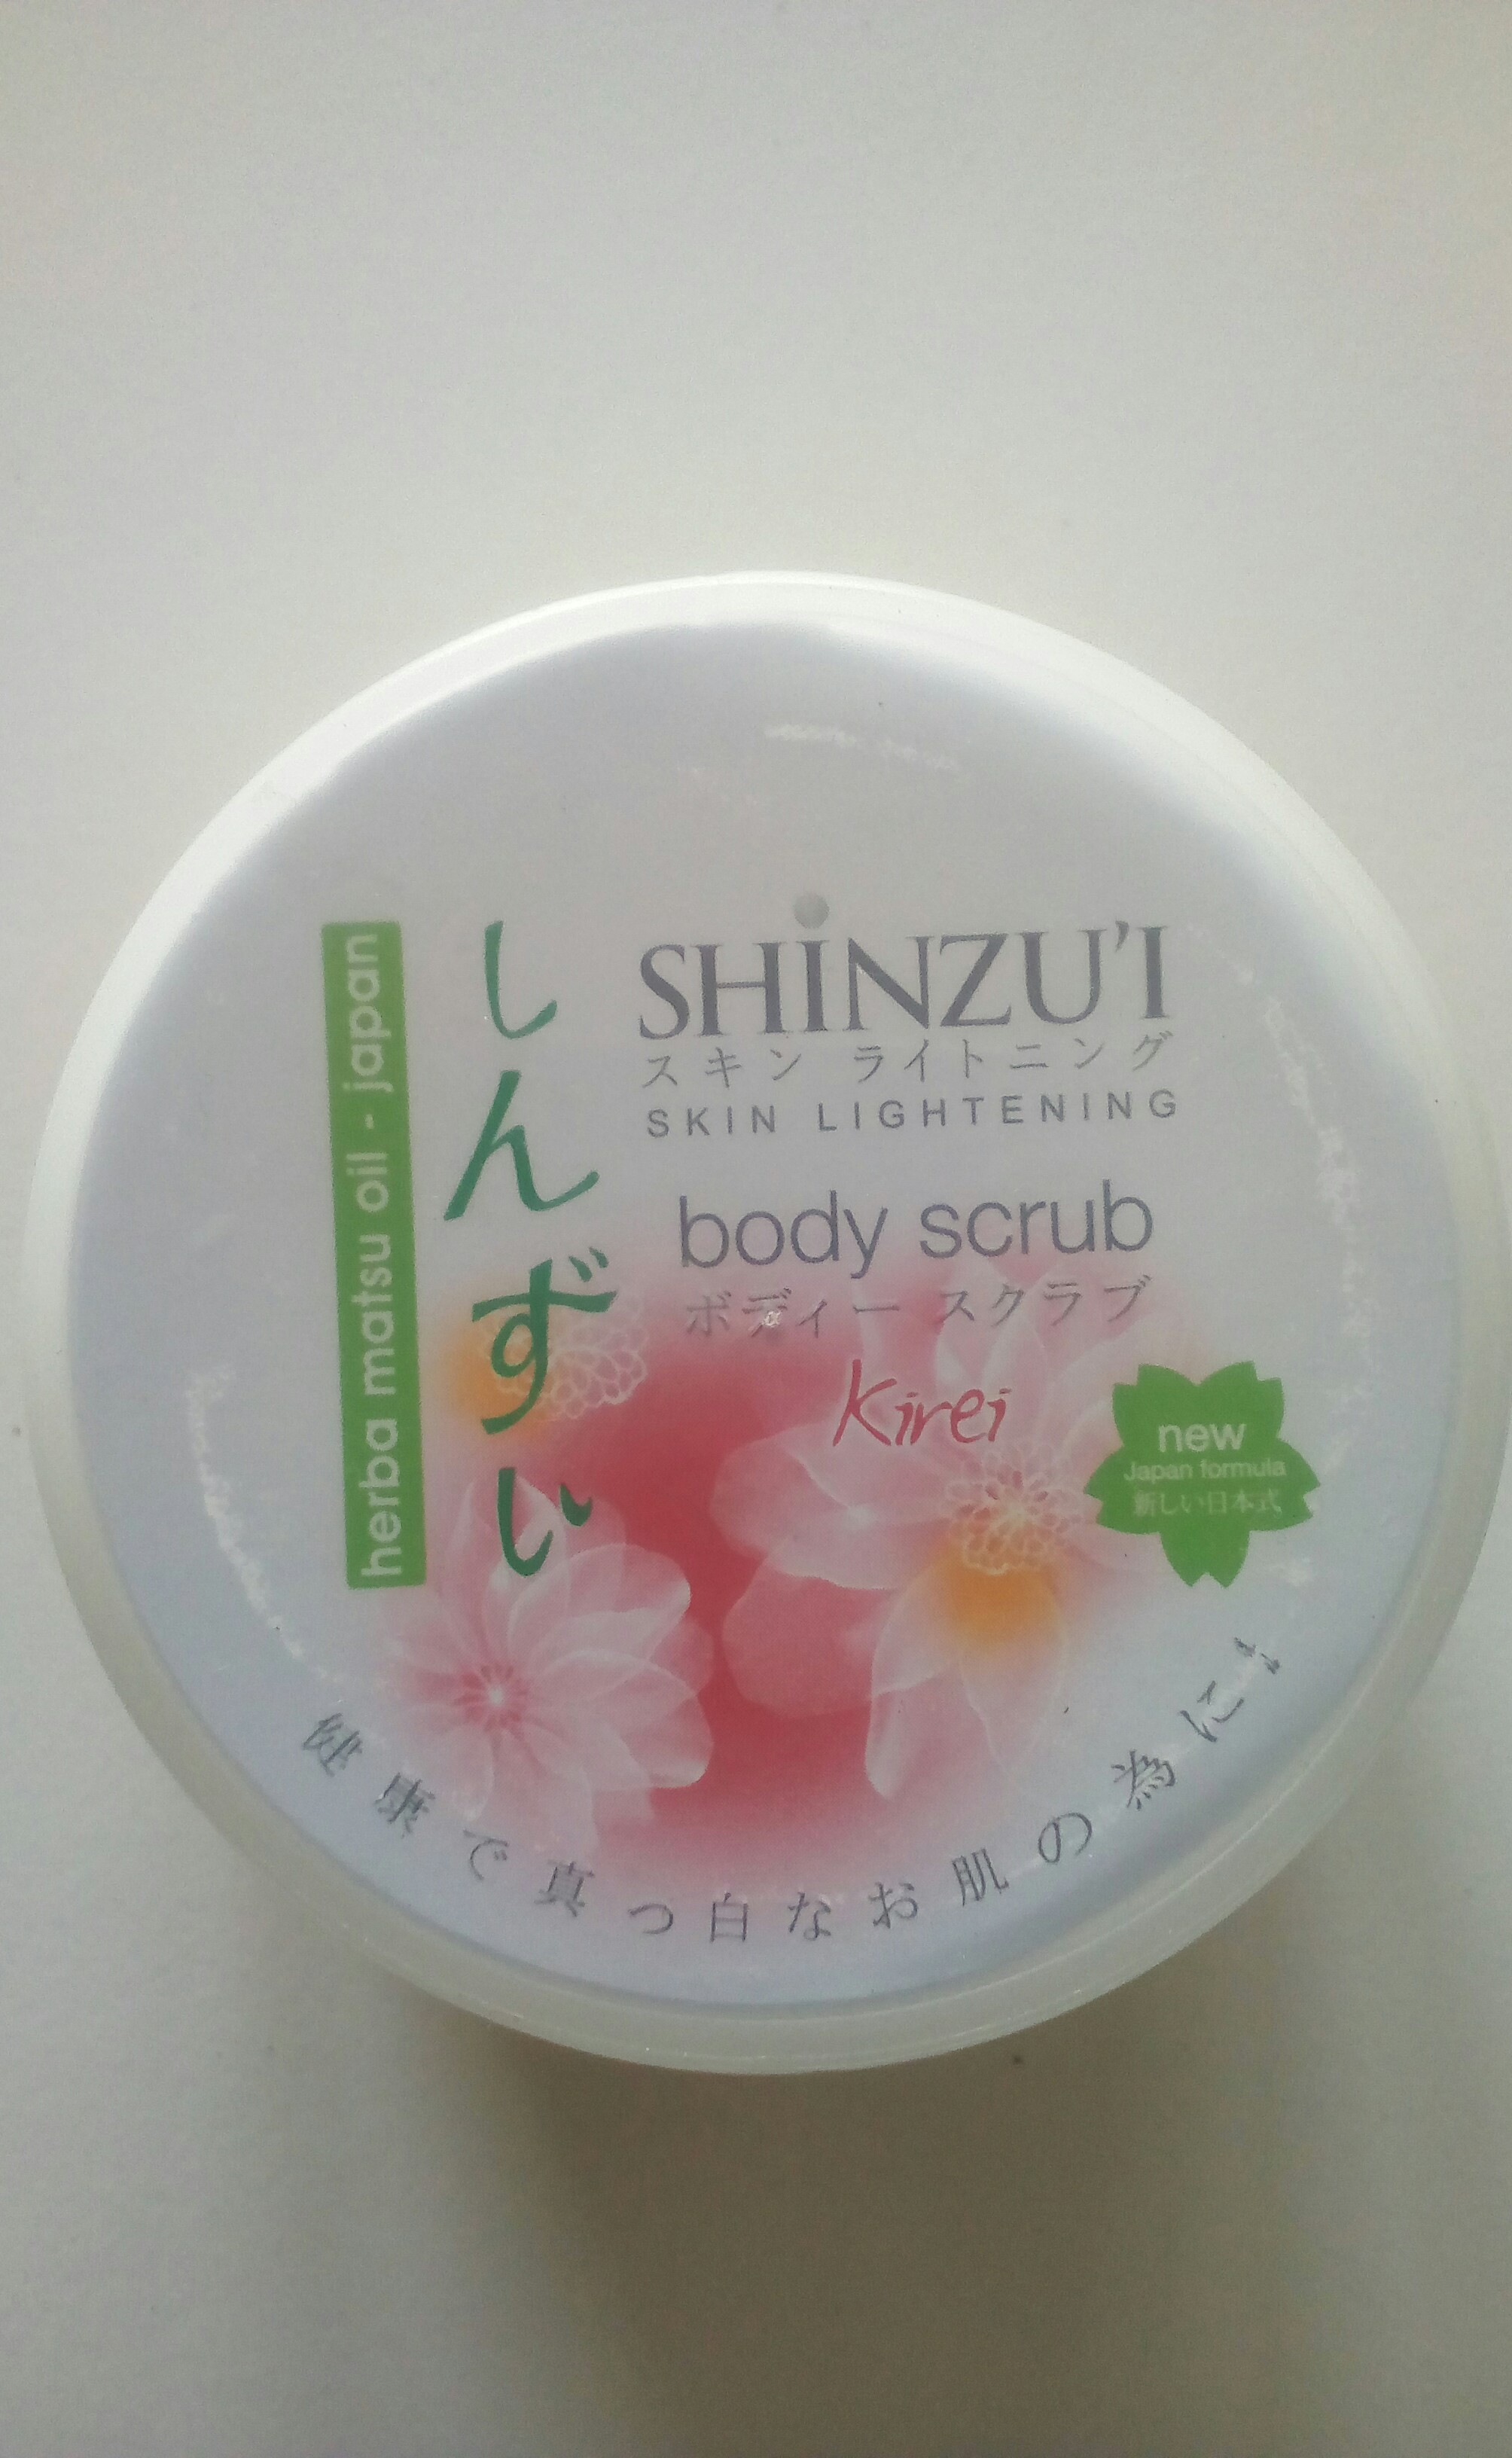 herba matsu oil - japan
しんずい
SHiNZU'I
スキン ライトニング
SKIN LIGHTENING
body scrub
ボディー スクラブ
Kirei
new
Japan formula
新しい日本式
健康で真っ白なお肌の為に!